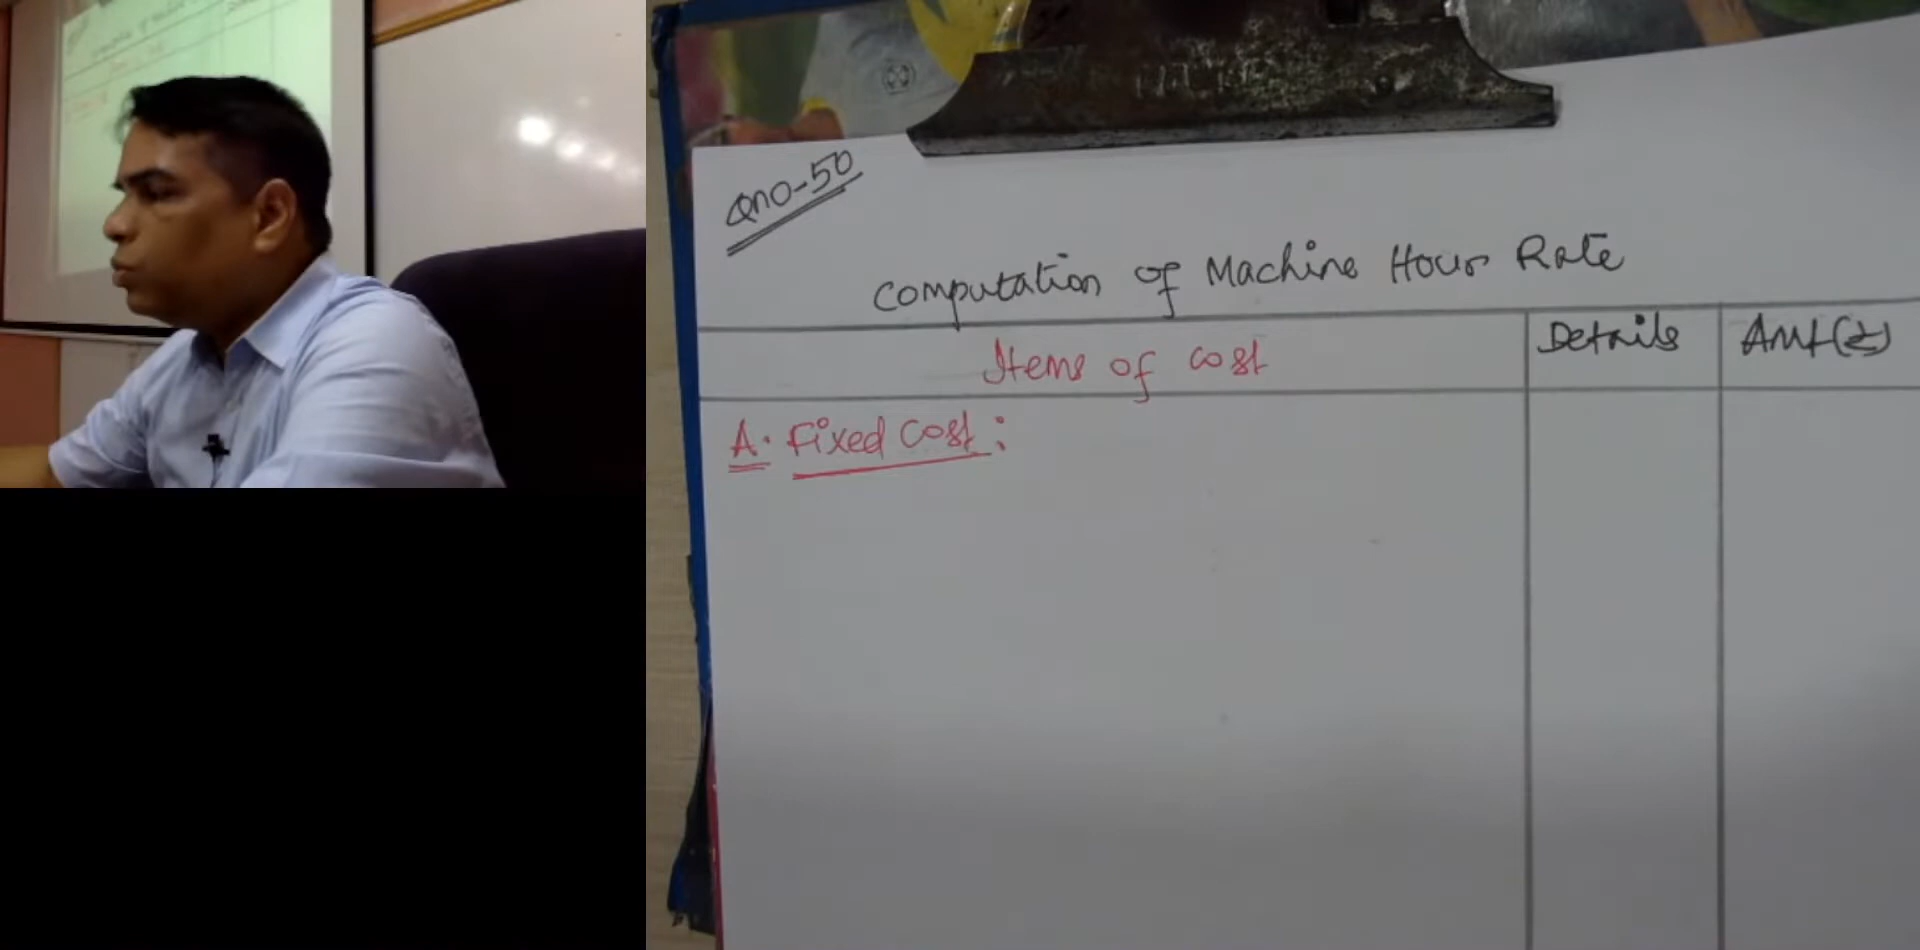 Qno-50
Computation of Machine Hour Rate
Items of cost
Details
Amt(₹)
A. Fixed Cost: